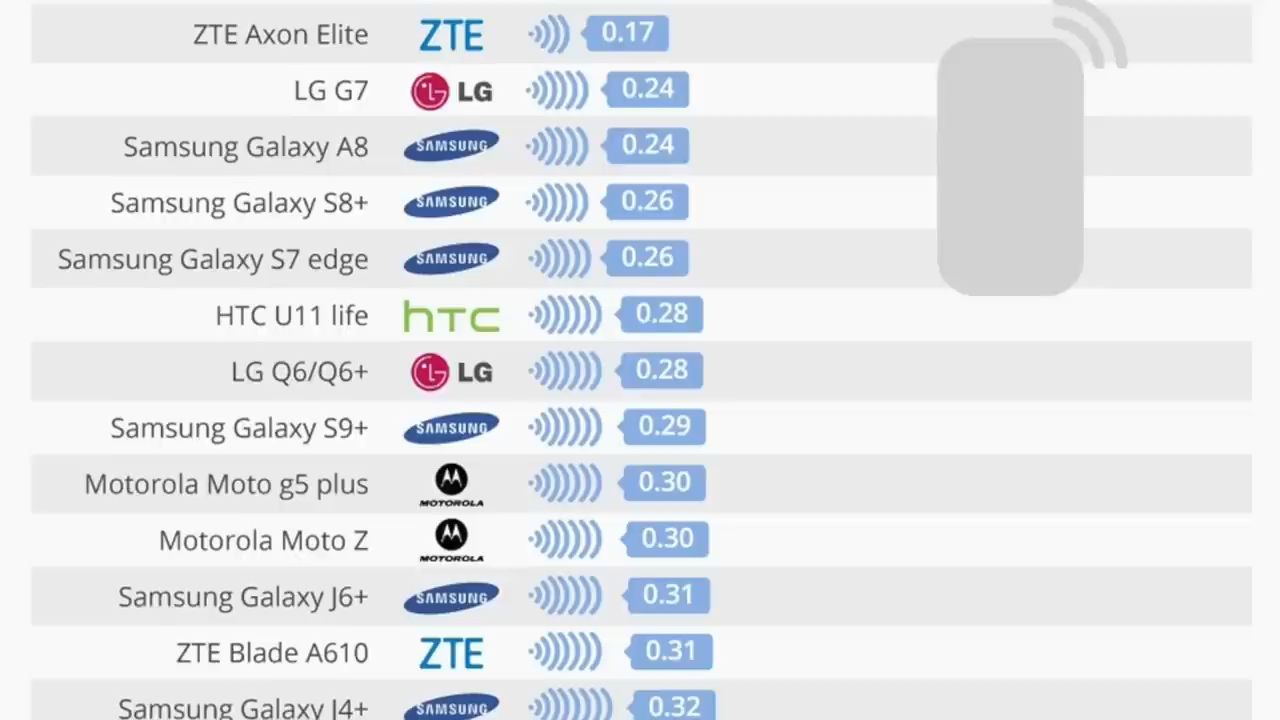 ZTE Axon Elite ZTE 0.17
LG G7 LG 0.24
Samsung Galaxy A8 SAMSUNG 0.24
Samsung Galaxy S8+ SAMSUNG 0.26
Samsung Galaxy S7 edge SAMSUNG 0.26
HTC U11 life hTC 0.28
LG Q6/Q6+ LG 0.28
Samsung Galaxy S9+ SAMSUNG 0.29
Motorola Moto g5 plus MOTOROLA 0.30
Motorola Moto Z MOTOROLA 0.30
Samsung Galaxy J6+ SAMSUNG 0.31
ZTE Blade A610 ZTE 0.31
Samsung Galaxy J4+ SAMSUNG 0.32